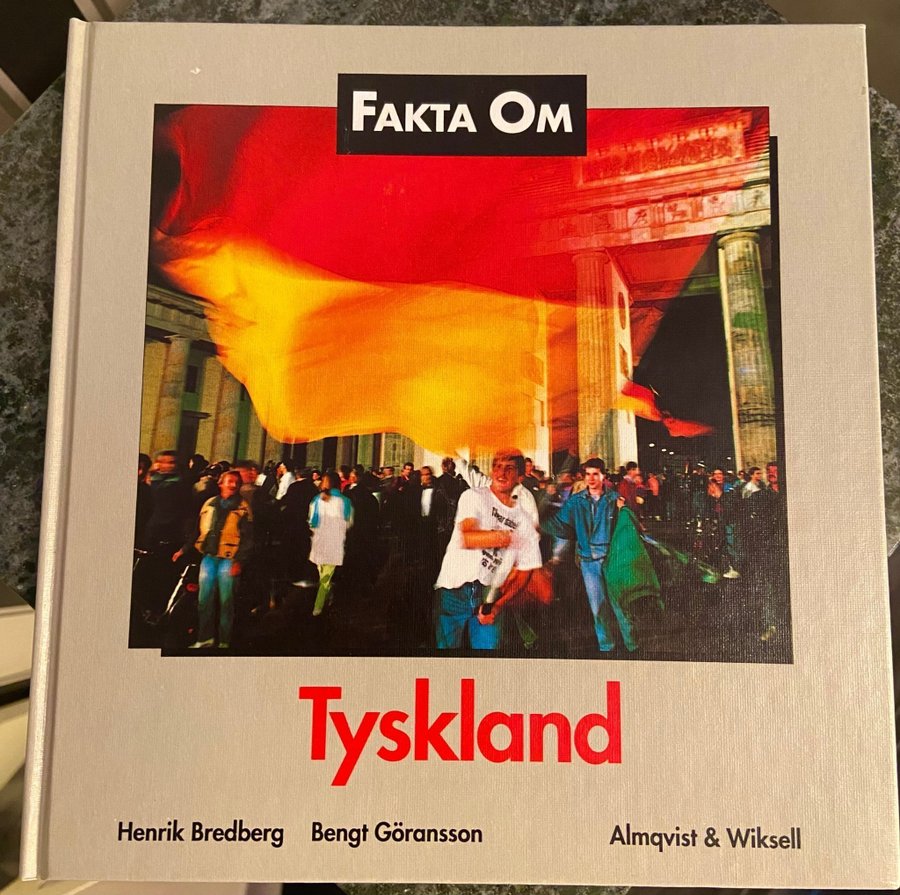 FAKTA OM
Tyskland
Henrik Bredberg Bengt Göransson Almqvist & Wiksell